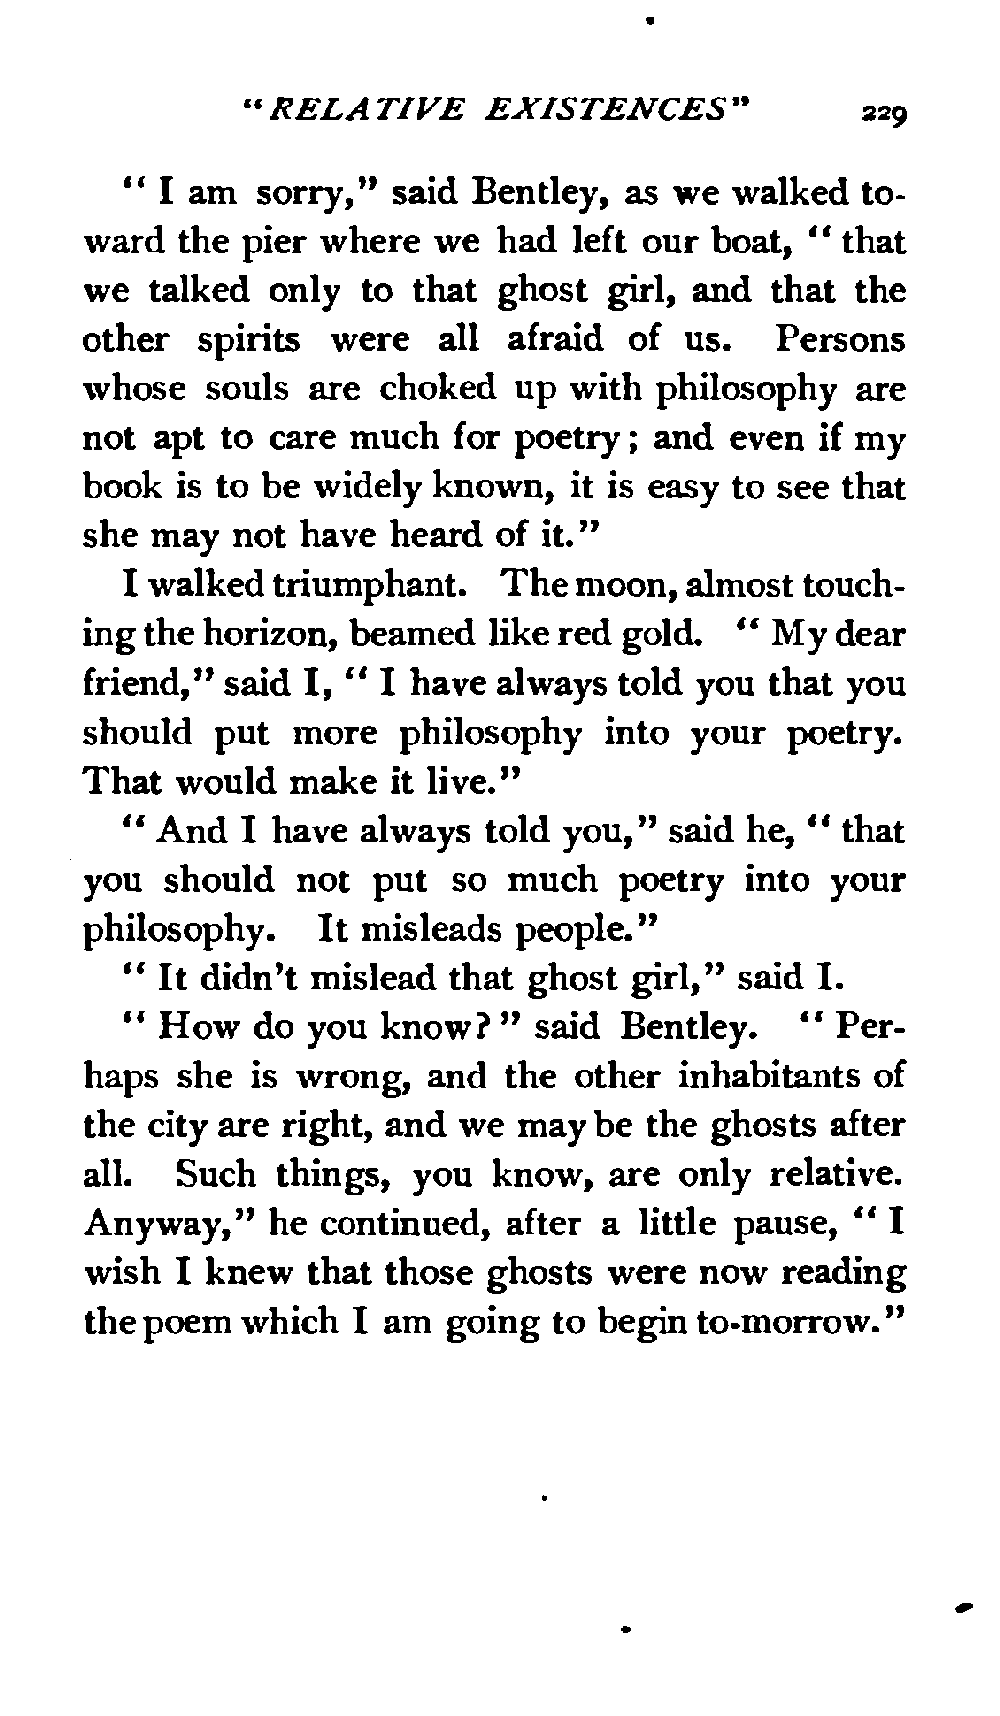 "RELATIVE EXISTENCES" 229
"I am sorry," said Bentley, as we walked to-
ward the pier where we had left our boat, "that
we talked only to that ghost girl, and that the
other spirits were all afraid of us. Persons
whose souls are choked up with philosophy are
not apt to care much for poetry; and even if my
book is to be widely known, it is easy to see that
she may not have heard of it."
I walked triumphant. The moon, almost touch-
ing the horizon, beamed like red gold. "My dear
friend," said I, "I have always told you that you
should put more philosophy into your poetry.
That would make it live."
"And I have always told you," said he, "that
you should not put so much poetry into your
philosophy. It misleads people."
"It didn't mislead that ghost girl," said I.
"How do you know?" said Bentley. "Per-
haps she is wrong, and the other inhabitants of
the city are right, and we may be the ghosts after
all. Such things, you know, are only relative.
Anyway," he continued, after a little pause, "I
wish I knew that those ghosts were now reading
the poem which I am going to begin to-morrow."